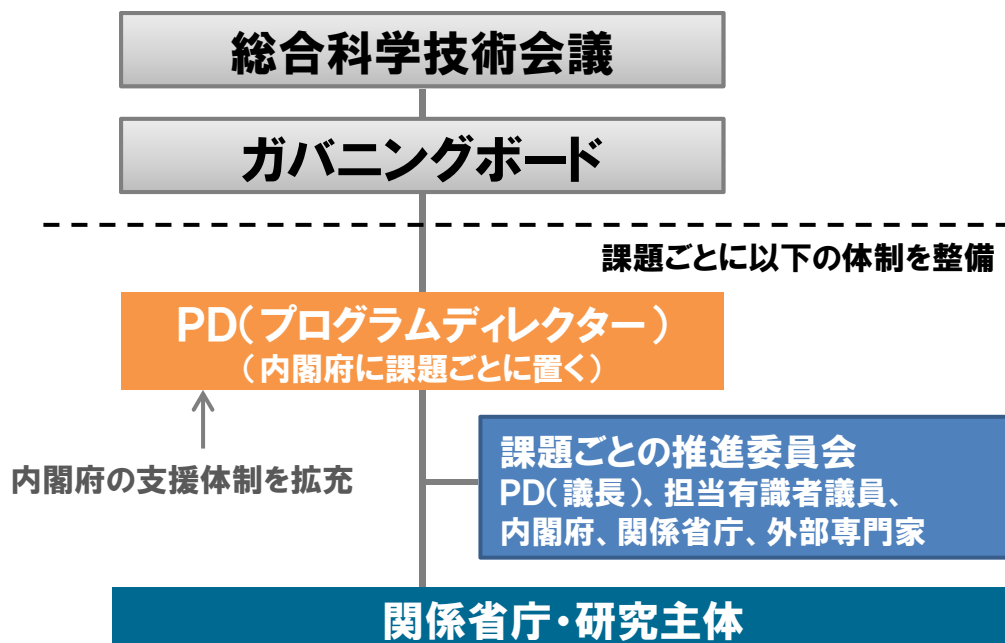 総合科学技術会議
ガバニングボード
課題ごとに以下の体制を整備
PD(プログラムディレクター)
(内閣府に課題ごとに置く)
内閣府の支援体制を拡充
課題ごとの推進委員会
PD(議長)、担当有識者議員、
内閣府、関係省庁、外部専門家
関係省庁・研究主体